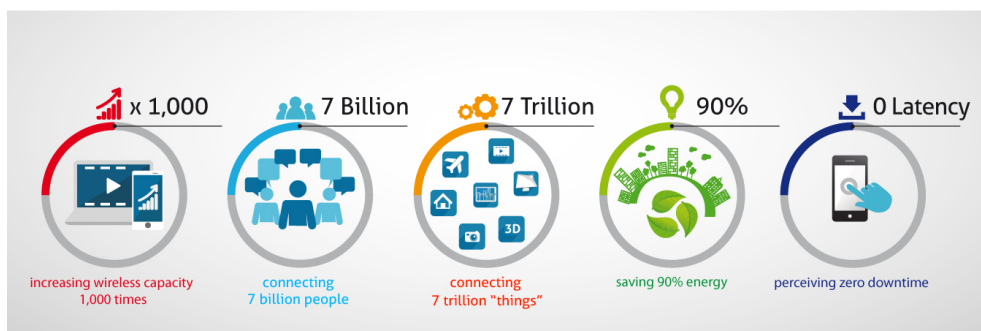 x 1,000
increasing wireless capacity
1,000 times
7 Billion
connecting
7 billion people
7 Trillion
3D
connecting
7 trillion “things”
90%
saving 90% energy
0 Latency
perceiving zero downtime